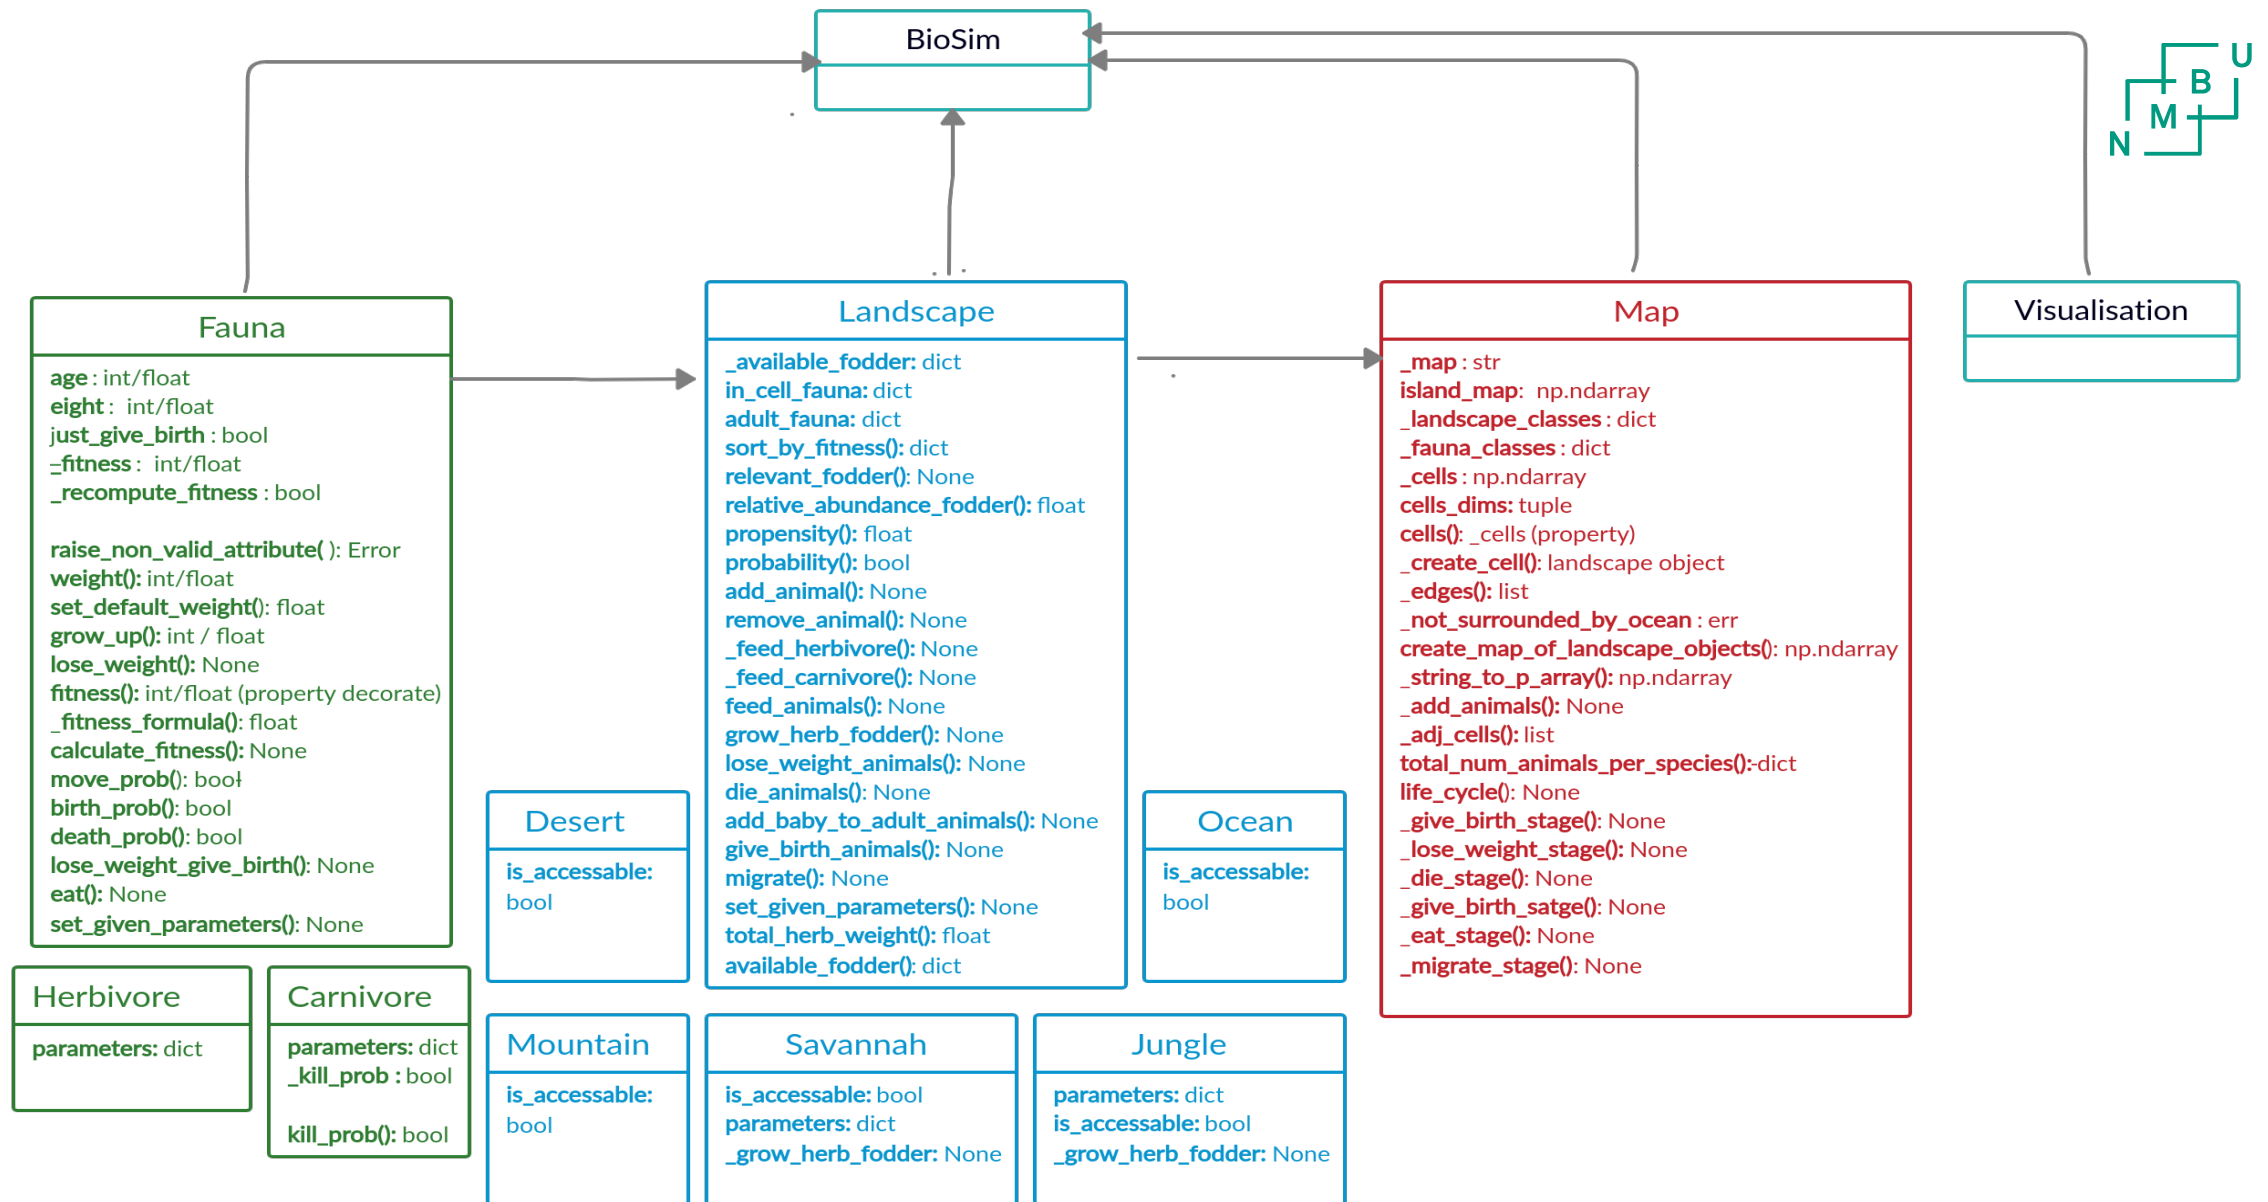 BioSim
U
B
M
N
Fauna
age : int/float
eight : int/float
just_give_birth : bool
_fitness : int/float
_recompute_fitness : bool
raise_non_valid_attribute( ): Error
weight(): int/float
set_default_weight(): float
grow_up(): int / float
lose_weight(): None
fitness(): int/float (property decorate)
_fitness_formula(): float
calculate_fitness(): None
move_prob(): bool
birth_prob(): bool
death_prob(): bool
lose_weight_give_birth(): None
eat(): None
set_given_parameters(): None
Herbivore
parameters: dict
Carnivore
parameters: dict
_kill_prob : bool
kill_prob(): bool
Landscape
_available_fodder: dict
in_cell_fauna: dict
adult_fauna: dict
sort_by_fitness(): dict
relevant_fodder(): None
relative_abundance_fodder(): float
propensity(): float
probability(): bool
add_animal(): None
remove_animal(): None
_feed_herbivore(): None
_feed_carnivore(): None
feed_animals(): None
grow_herb_fodder(): None
lose_weight_animals(): None
die_animals(): None
add_baby_to_adult_animals(): None
give_birth_animals(): None
migrate(): None
set_given_parameters(): None
total_herb_weight(): float
available_fodder(): dict
Desert
is_accessable:
bool
Ocean
is_accessable:
bool
Mountain
is_accessable:
bool
Savannah
is_accessable: bool
parameters: dict
_grow_herb_fodder: None
Jungle
parameters: dict
is_accessable: bool
_grow_herb_fodder: None
Map
_map : str
island_map: np.ndarray
_landscape_classes : dict
_fauna_classes : dict
_cells : np.ndarray
cells_dims: tuple
cells(): _cells (property)
_create_cell(): landscape object
_edges(): list
_not_surrounded_by_ocean : err
create_map_of_landscape_objects(): np.ndarray
_string_to_p_array(): np.ndarray
_add_animals(): None
_adj_cells(): list
total_num_animals_per_species():-dict
life_cycle(): None
_give_birth_stage(): None
_lose_weight_stage(): None
_die_stage(): None
_give_birth_satge(): None
_eat_stage(): None
_migrate_stage(): None
Visualisation